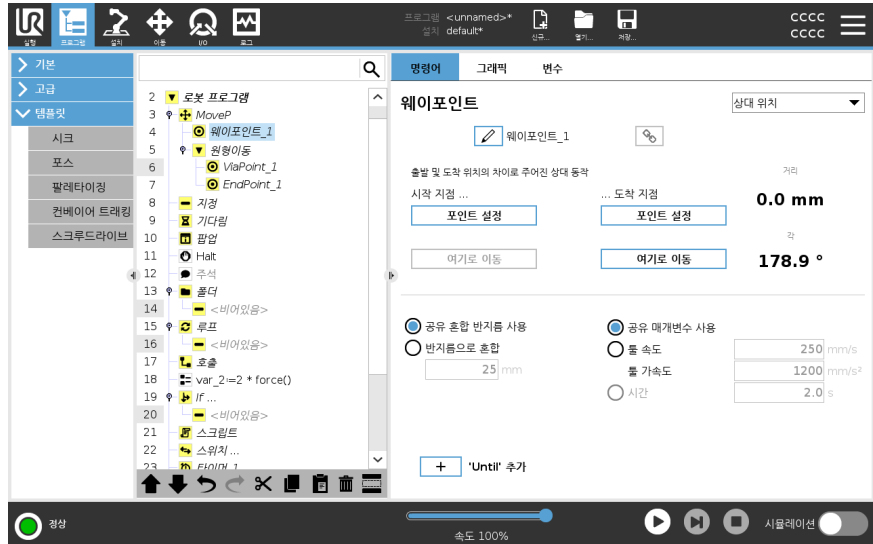 UR
실행
프로그램
설치
이동
I/O
로그
프로그램 <unnamed>*
설치 default*
신규...
열기...
저장...
CCCC
CCCC
기본
고급
템플릿
시크
포스
팔레타이징
컨베이어 트래킹
스크루드라이브
2 로봇 프로그램
3 MoveP
4 웨이포인트_1
5 원형이동
6 ViaPoint_1
7 EndPoint_1
8 지정
9 기다림
10 팝업
11 Halt
12 주석
13 폴더
14 <비어있음>
15 루프
16 <비어있음>
17 호출
18 var_2≔2 * force()
19 If ...
20 <비어있음>
21 스크립트
22 스위치 ...
23 타이머_1
명령어 그래픽 변수
웨이포인트
상대 위치
웨이포인트_1
출발 및 도착 위치의 차이로 주어진 상대 동작
거리
시작 지점 ... ... 도착 지점
0.0 mm
포인트 설정 포인트 설정
각
여기로 이동 여기로 이동
178.9 °
공유 혼합 반지름 사용
반지름으로 혼합
25 mm
공유 매개변수 사용
툴 속도 250 mm/s
툴 가속도 1200 mm/s²
시간 2.0 s
+ 'Until' 추가
정상
속도 100%
시뮬레이션